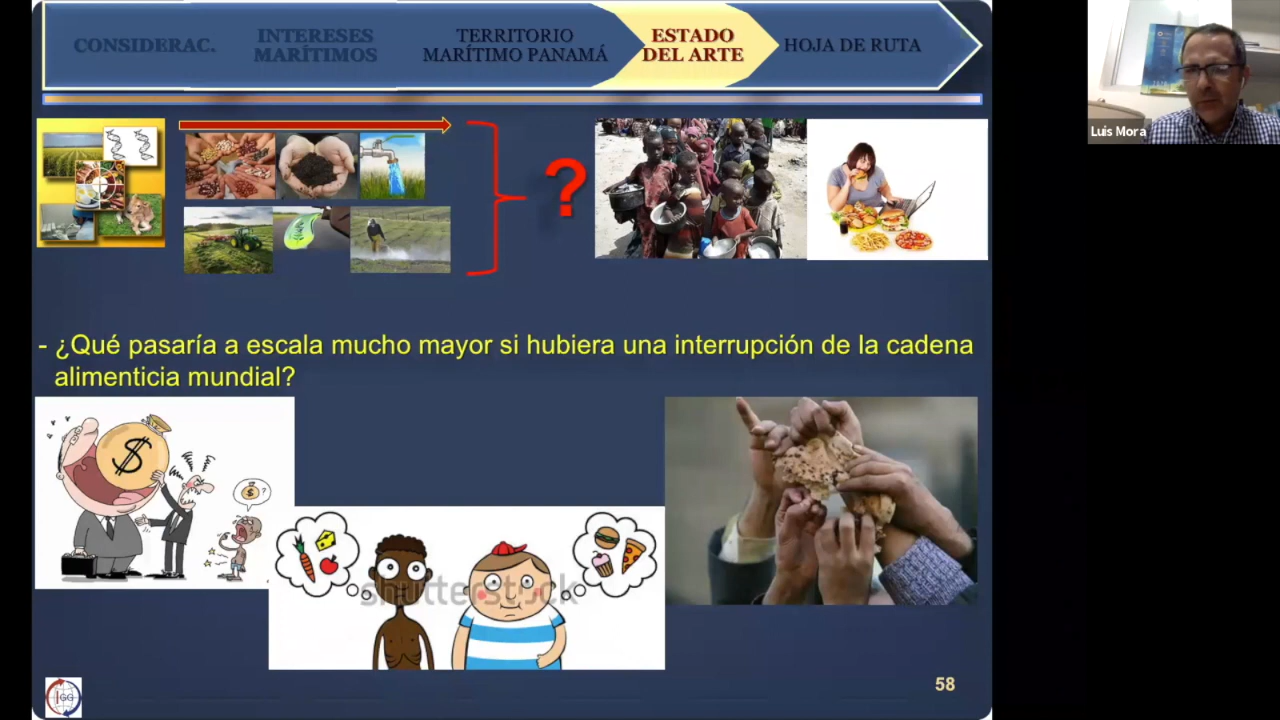 CONSIDERAC.
INTERESES
MARÍTIMOS
TERRITORIO
MARÍTIMO PANAMÁ
ESTADO
DEL ARTE
HOJA DE RUTA
Luis Mora
?
- ¿Qué pasaría a escala mucho mayor si hubiera una interrupción de la cadena
alimenticia mundial?
$
$ ?
shutterstock
IGG
58